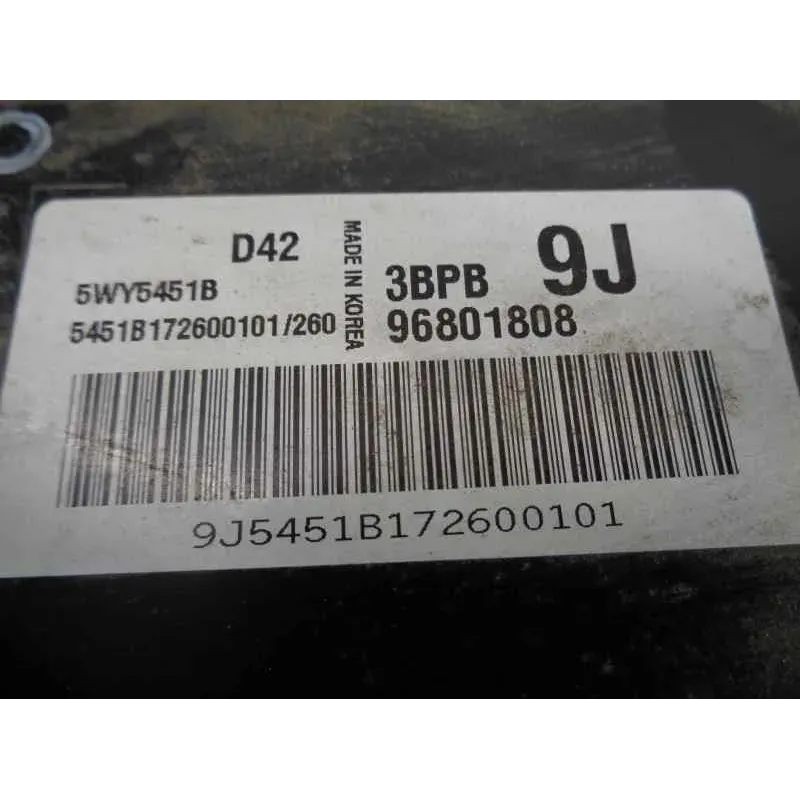 D42
5WY5451B
5451B172600101/260
MADE IN KOREA
3BPB 9J
96801808
9J5451B172600101